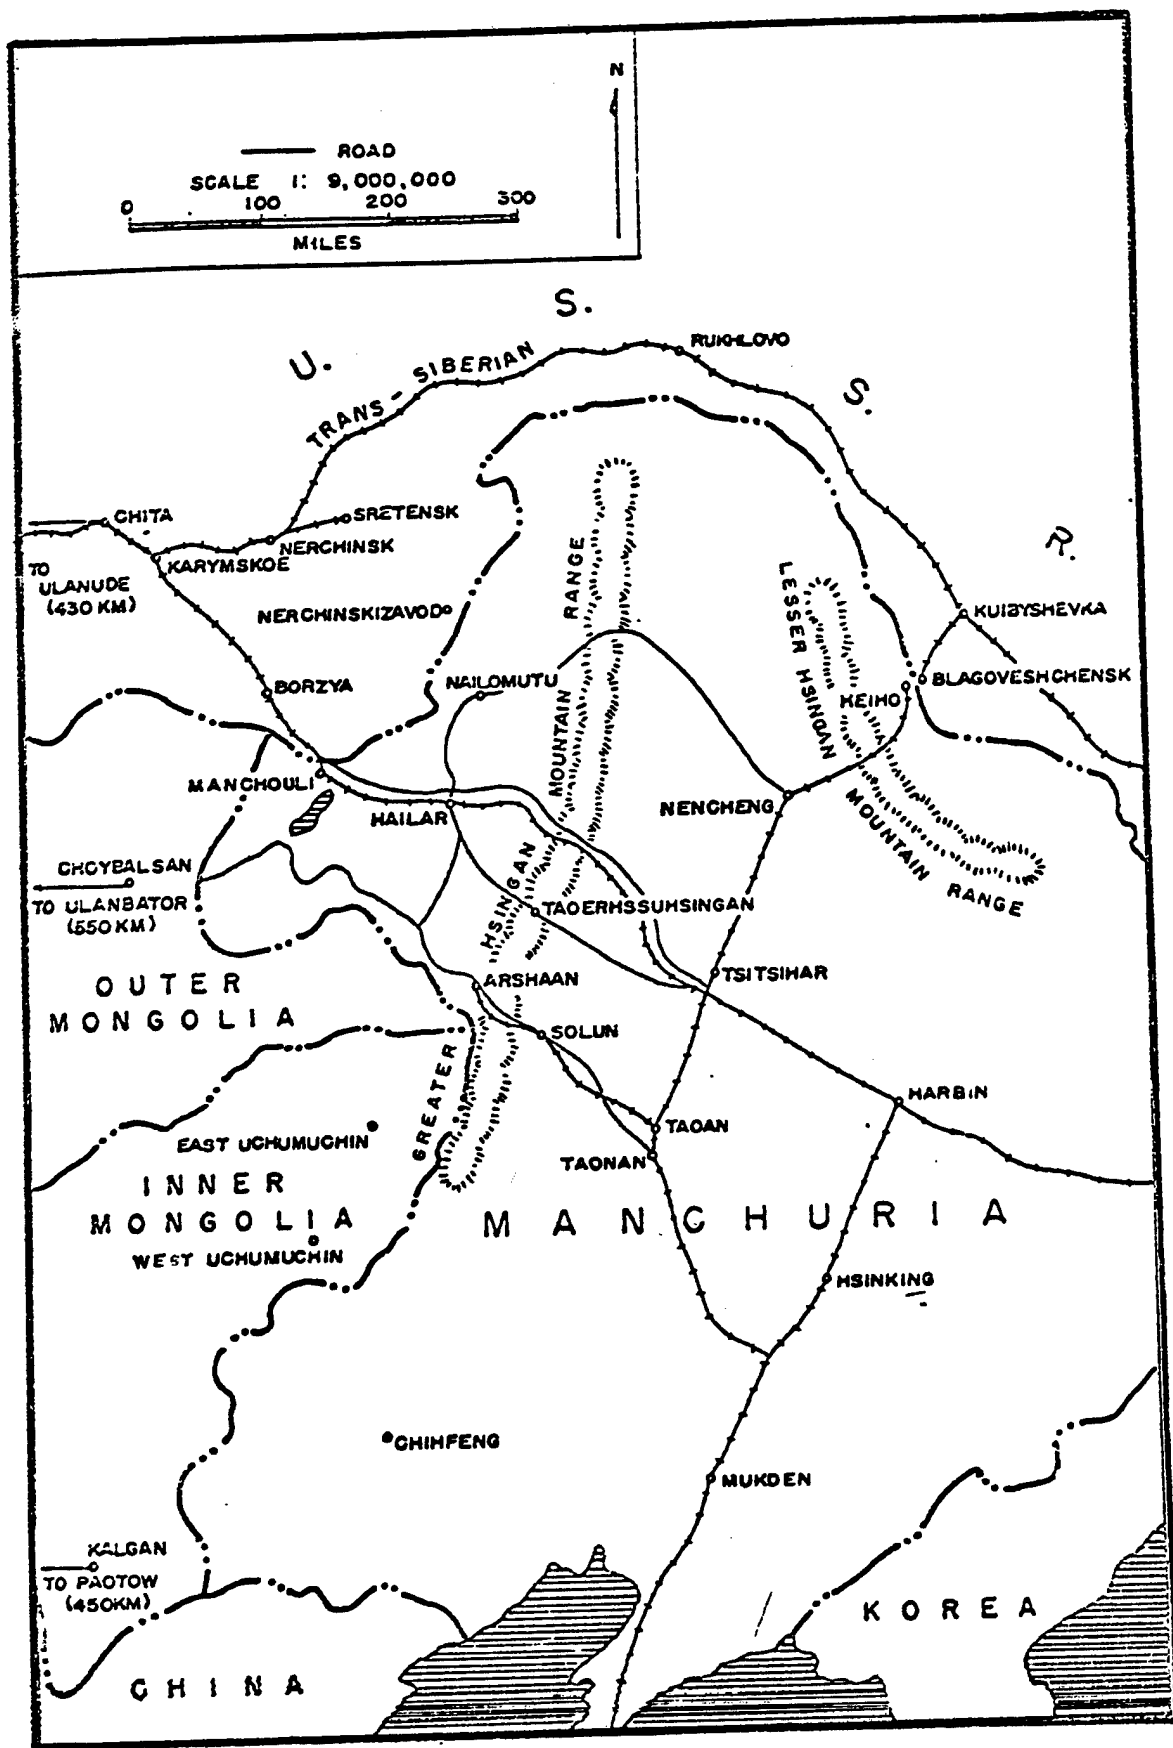 N
ROAD
SCALE 1: 9,000,000
0 100 200 300
MILES
U. S. S. R.
TRANS-SIBERIAN
RUKHLOVO
CHITA
SRETENSK
NERCHINSK
KARYMSKOE
TO
ULANUDE
(430 KM)
NERCHINSKIZAVOD
KUIBYSHEVKA
BORZYA
NAILOMUTU
BLAGOVESHCHENSK
HEIHO
LESSER HSINGAN
MOUNTAIN RANGE
GREATER HSINGAN MOUNTAIN RANGE
MANCHOULI
HAILAR
NENCHENG
CHOYBALSAN
TO ULANBATOR
(550 KM)
TAOERHSSUHSINGAN
OUTER
MONGOLIA
ARSHAAN
TSITSIHAR
SOLUN
HARBIN
EAST UCHUMUCHIN
TAOAN
TAONAN
INNER
MONGOLIA
WEST UCHUMUCHIN
MANCHURIA
HSINKING
CHIHFENG
MUKDEN
KALGAN
TO PAOTOW
(450KM)
KOREA
CHINA